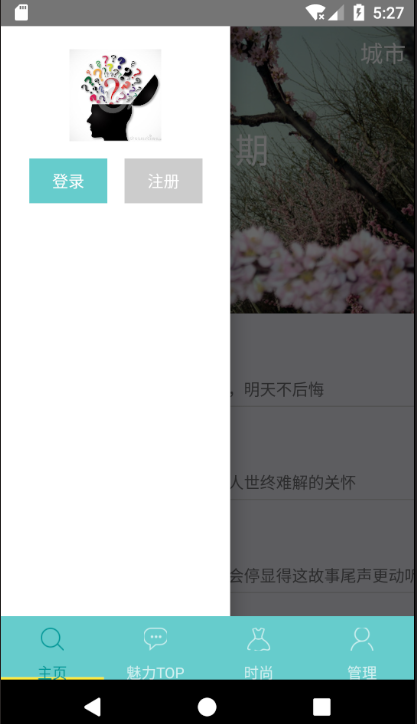 5:27
城市
期
登录
注册
，明天不后悔
人世终难解的关怀
会停显得这故事尾声更动听
主页
魅力TOP
时尚
管理